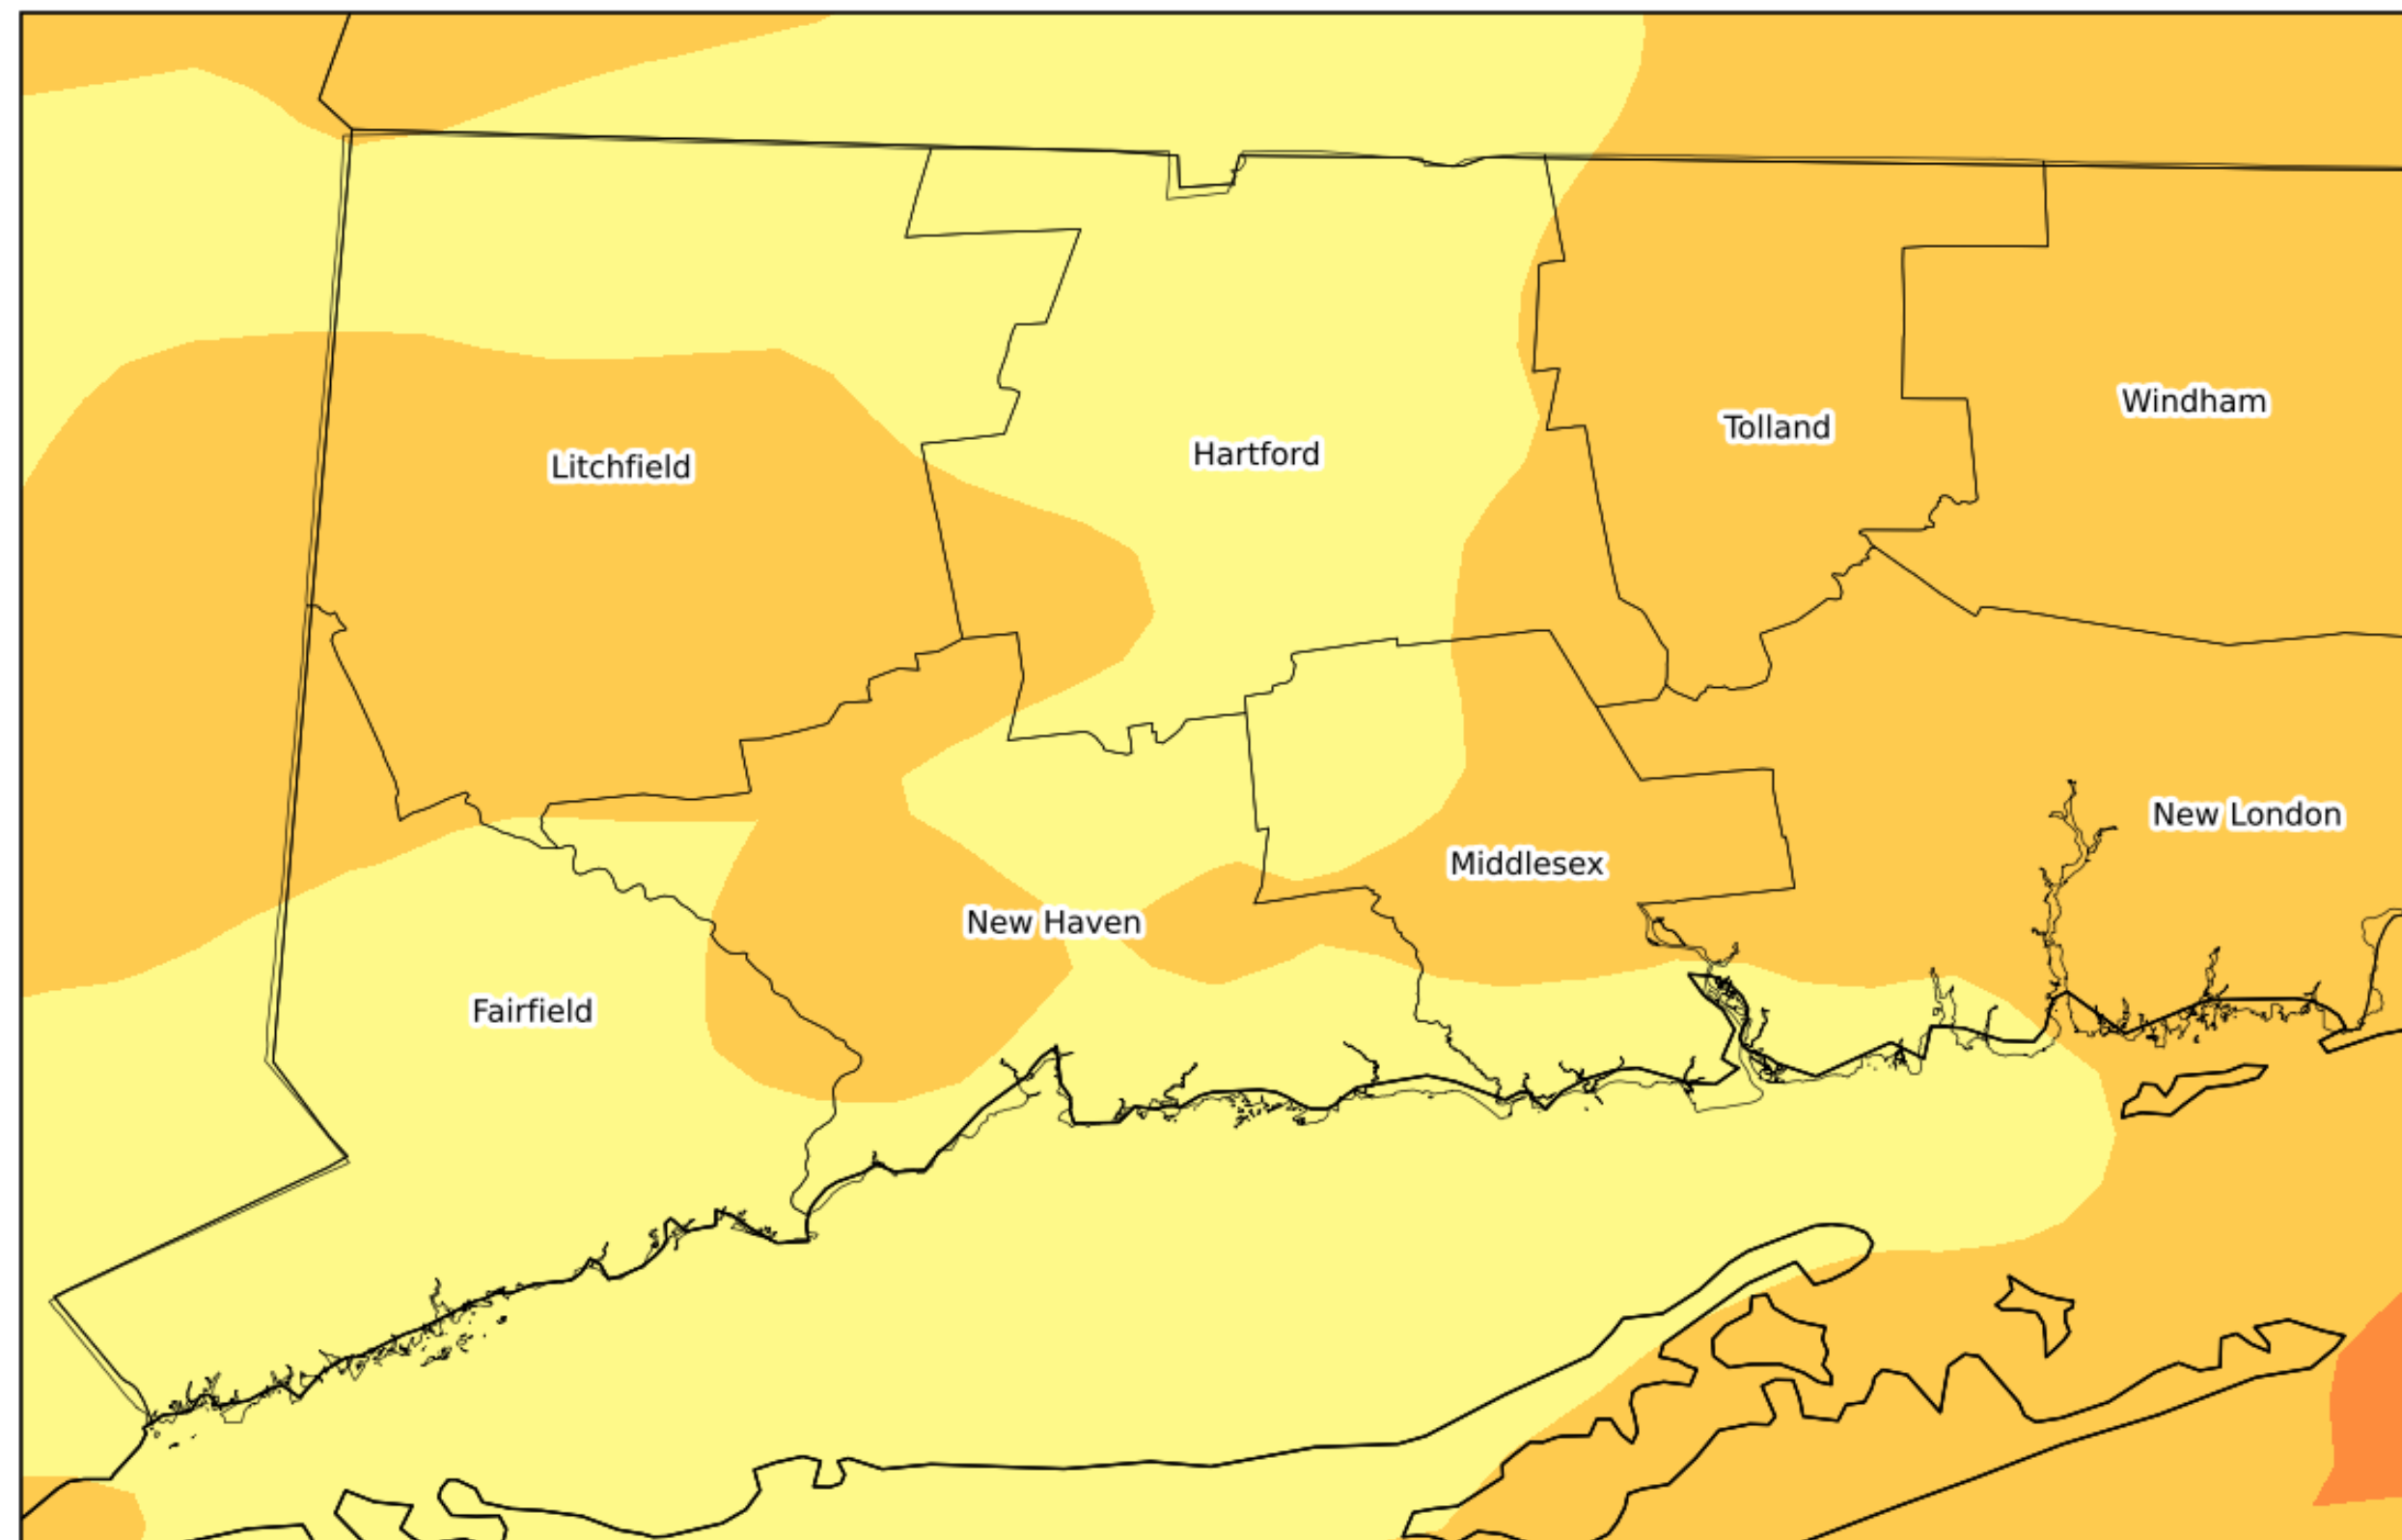 Windham
Tolland
Hartford
Litchfield
New London
Middlesex
New Haven
Fairfield